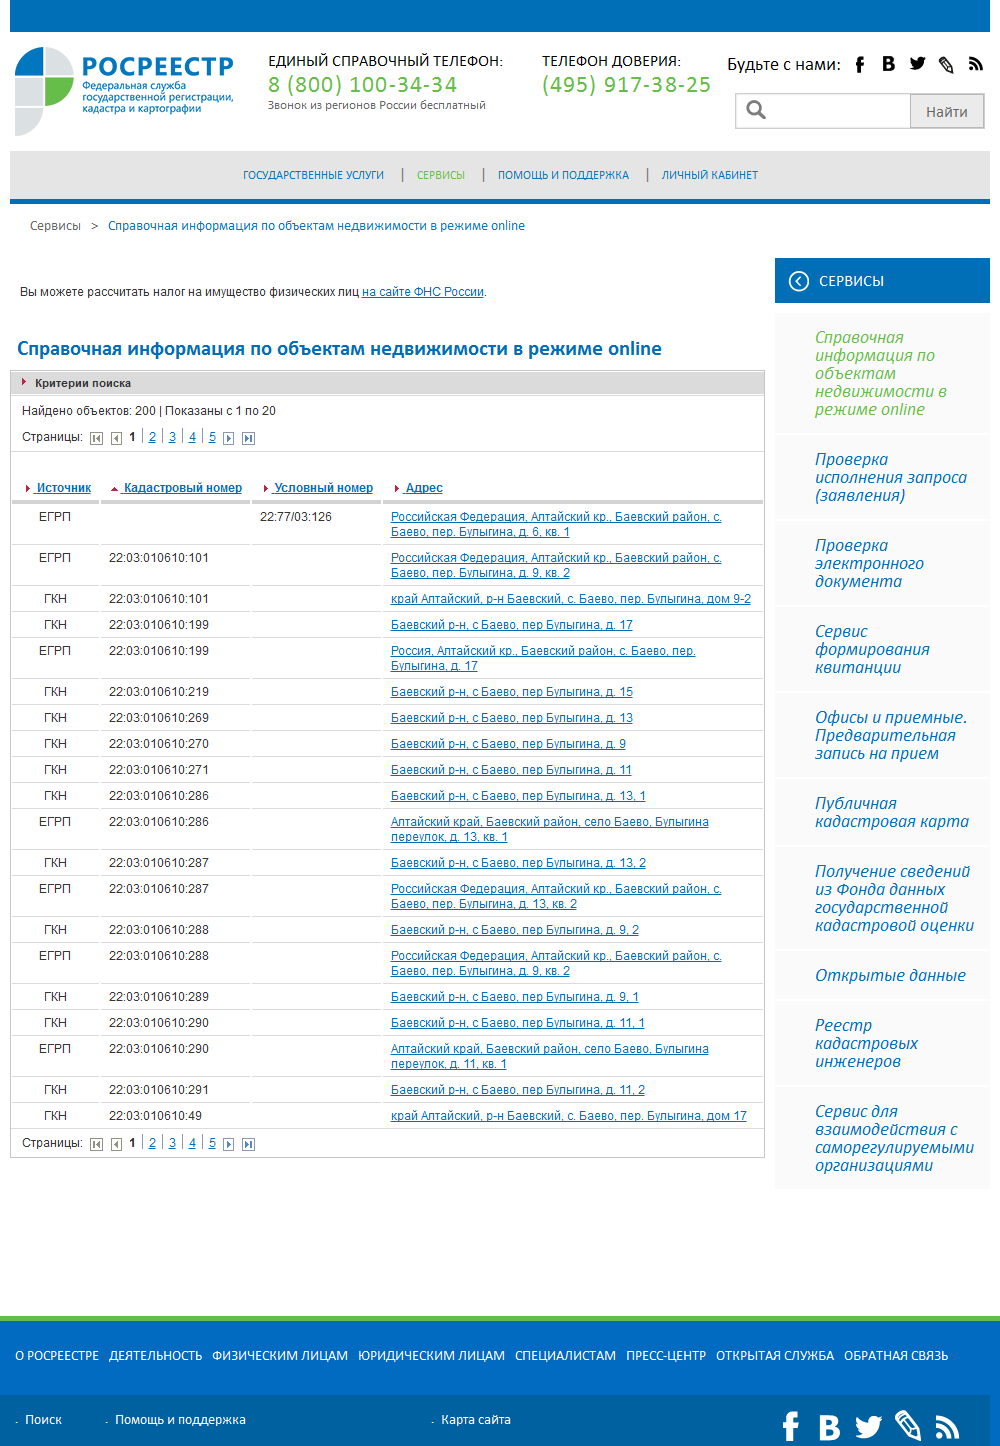 РОСРЕЕСТР
Федеральная служба
государственной регистрации,
кадастра и картографии
ЕДИНЫЙ СПРАВОЧНЫЙ ТЕЛЕФОН:
8 (800) 100-34-34
Звонок из регионов России бесплатный
ТЕЛЕФОН ДОВЕРИЯ:
(495) 917-38-25
Будьте с нами:
Найти
ГОСУДАРСТВЕННЫЕ УСЛУГИ | СЕРВИСЫ | ПОМОЩЬ И ПОДДЕРЖКА | ЛИЧНЫЙ КАБИНЕТ
Сервисы > Справочная информация по объектам недвижимости в режиме online
Вы можете рассчитать налог на имущество физических лиц на сайте ФНС России.
Справочная информация по объектам недвижимости в режиме online
Критерии поиска
Найдено объектов: 200 | Показаны с 1 по 20
Страницы: 1 | 2 | 3 | 4 | 5
Источник Кадастровый номер Условный номер Адрес
ЕГРП 22:77/03:126 Российская Федерация, Алтайский кр., Баевский район, с.
Баево, пер. Булыгина, д. 6, кв. 1
ЕГРП 22:03:010610:101 Российская Федерация, Алтайский кр., Баевский район, с.
Баево, пер. Булыгина, д. 9, кв. 2
ГКН 22:03:010610:101 край Алтайский, р-н Баевский, с. Баево, пер. Булыгина, дом 9-2
ГКН 22:03:010610:199 Баевский р-н, с Баево, пер Булыгина, д. 17
ЕГРП 22:03:010610:199 Россия, Алтайский кр., Баевский район, с. Баево, пер.
Булыгина, д. 17
ГКН 22:03:010610:219 Баевский р-н, с Баево, пер Булыгина, д. 15
ГКН 22:03:010610:269 Баевский р-н, с Баево, пер Булыгина, д. 13
ГКН 22:03:010610:270 Баевский р-н, с Баево, пер Булыгина, д. 9
ГКН 22:03:010610:271 Баевский р-н, с Баево, пер Булыгина, д. 11
ГКН 22:03:010610:286 Баевский р-н, с Баево, пер Булыгина, д. 13, 1
ЕГРП 22:03:010610:286 Алтайский край, Баевский район, село Баево, Булыгина
переулок, д. 13, кв. 1
ГКН 22:03:010610:287 Баевский р-н, с Баево, пер Булыгина, д. 13, 2
ЕГРП 22:03:010610:287 Российская Федерация, Алтайский кр., Баевский район, с.
Баево, пер. Булыгина, д. 13, кв. 2
ГКН 22:03:010610:288 Баевский р-н, с Баево, пер Булыгина, д. 9, 2
ЕГРП 22:03:010610:288 Российская Федерация, Алтайский кр., Баевский район, с.
Баево, пер. Булыгина, д. 9, кв. 2
ГКН 22:03:010610:289 Баевский р-н, с Баево, пер Булыгина, д. 9, 1
ГКН 22:03:010610:290 Баевский р-н, с Баево, пер Булыгина, д. 11, 1
ЕГРП 22:03:010610:290 Алтайский край, Баевский район, село Баево, Булыгина
переулок, д. 11, кв. 1
ГКН 22:03:010610:291 Баевский р-н, с Баево, пер Булыгина, д. 11, 2
ГКН 22:03:010610:49 край Алтайский, р-н Баевский, с. Баево, пер. Булыгина, дом 17
Страницы: 1 | 2 | 3 | 4 | 5
СЕРВИСЫ
Справочная
информация по
объектам
недвижимости в
режиме online
Проверка
исполнения запроса
(заявления)
Проверка
электронного
документа
Сервис
формирования
квитанции
Офисы и приемные.
Предварительная
запись на прием
Публичная
кадастровая карта
Получение сведений
из Фонда данных
государственной
кадастровой оценки
Открытые данные
Реестр
кадастровых
инженеров
Сервис для
взаимодействия с
саморегулируемыми
организациями
О РОСРЕЕСТРЕ ДЕЯТЕЛЬНОСТЬ ФИЗИЧЕСКИМ ЛИЦАМ ЮРИДИЧЕСКИМ ЛИЦАМ СПЕЦИАЛИСТАМ ПРЕСС-ЦЕНТР ОТКРЫТАЯ СЛУЖБА ОБРАТНАЯ СВЯЗЬ
Поиск Помощь и поддержка Карта сайта